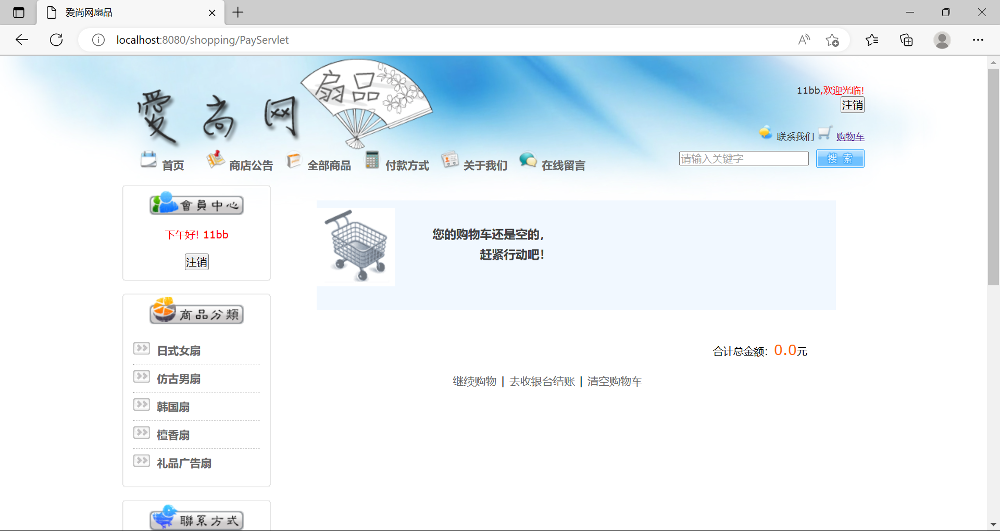 爱尚网扇品
localhost:8080/shopping/PayServlet
愛尚网
扇品
11bb,欢迎光临!
注销
联系我们 购物车
首页 商店公告 全部商品 付款方式 关于我们 在线留言
请输入关键字 搜 索
會員中心
下午好! 11bb
注销
您的购物车还是空的，
赶紧行动吧！
商品分類
日式女扇
仿古男扇
韩国扇
檀香扇
礼品广告扇
合计总金额：0.0元
继续购物 | 去收银台结账 | 清空购物车
聯系方式